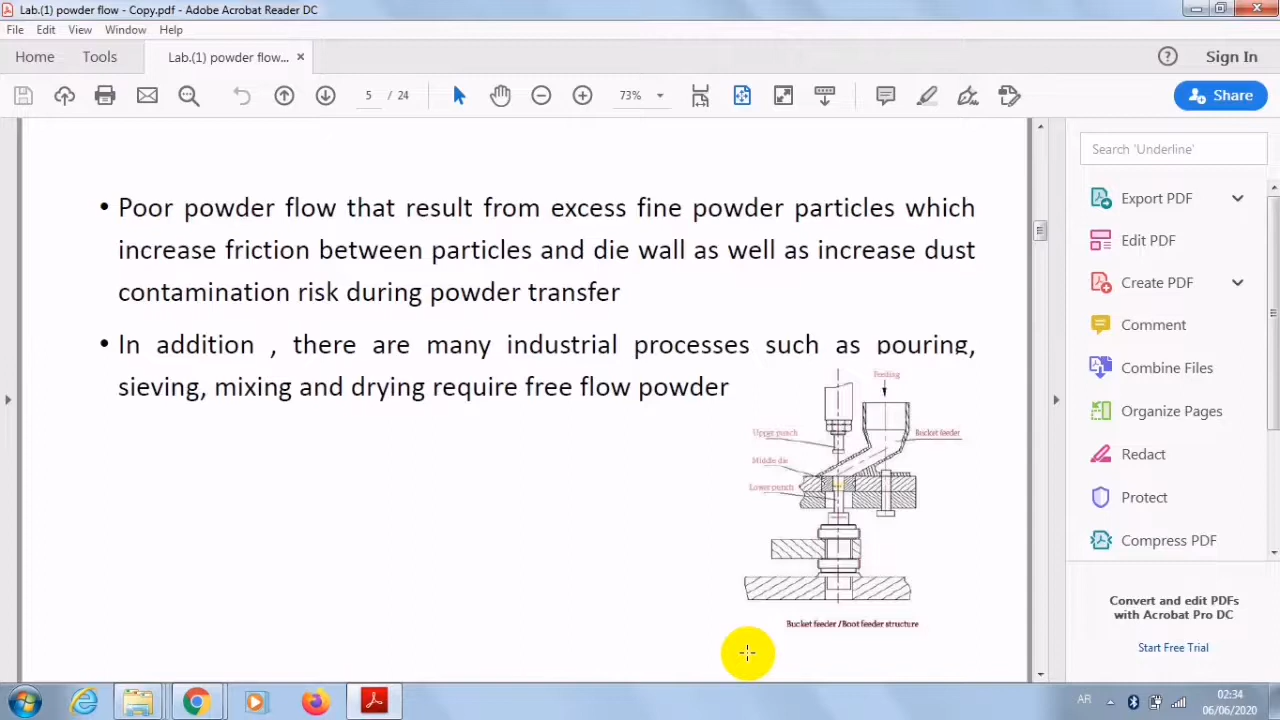 Lab.(1) powder flow - Copy.pdf - Adobe Acrobat Reader DC
File Edit View Window Help
Home Tools Lab.(1) powder flow... × Sign In
5 / 24 73% Share
Search 'Underline'
Export PDF
Edit PDF
Create PDF
Comment
Combine Files
Organize Pages
Redact
Protect
Compress PDF
Convert and edit PDFs
with Acrobat Pro DC
Start Free Trial
• Poor powder flow that result from excess fine powder particles which
increase friction between particles and die wall as well as increase dust
contamination risk during powder transfer
• In addition , there are many industrial processes such as pouring,
sieving, mixing and drying require free flow powder
Feeding
Upper punch
Bucket feeder
Middle die
Lower punch
Bucket feeder /Boot feeder structure
AR
02:34
06/06/2020